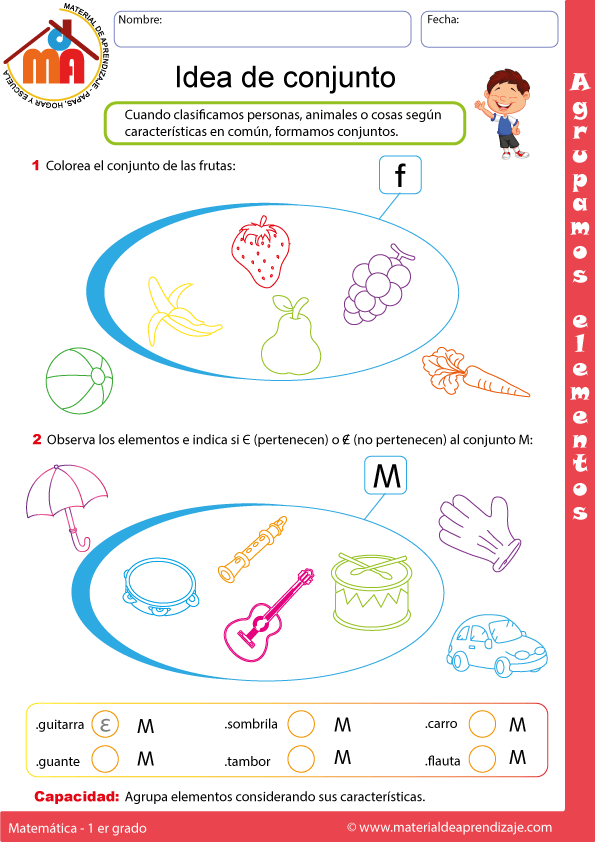 MATERIAL DE APRENDIZAJE - PAPAS, HOGAR Y ESCUELA
dMA
Nombre:
Fecha:
Idea de conjunto
Cuando clasificamos personas, animales o cosas según
características en común, formamos conjuntos.
Agrupamos elementos
1 Colorea el conjunto de las frutas:
f
2 Observa los elementos e indica si ∈ (pertenecen) o ∉ (no pertenecen) al conjunto M:
M
.guitarra ε M .sombrila M .carro M
.guante M .tambor M .flauta M
Capacidad: Agrupa elementos considerando sus características.
Matemática - 1 er grado © www.materialdeaprendizaje.com